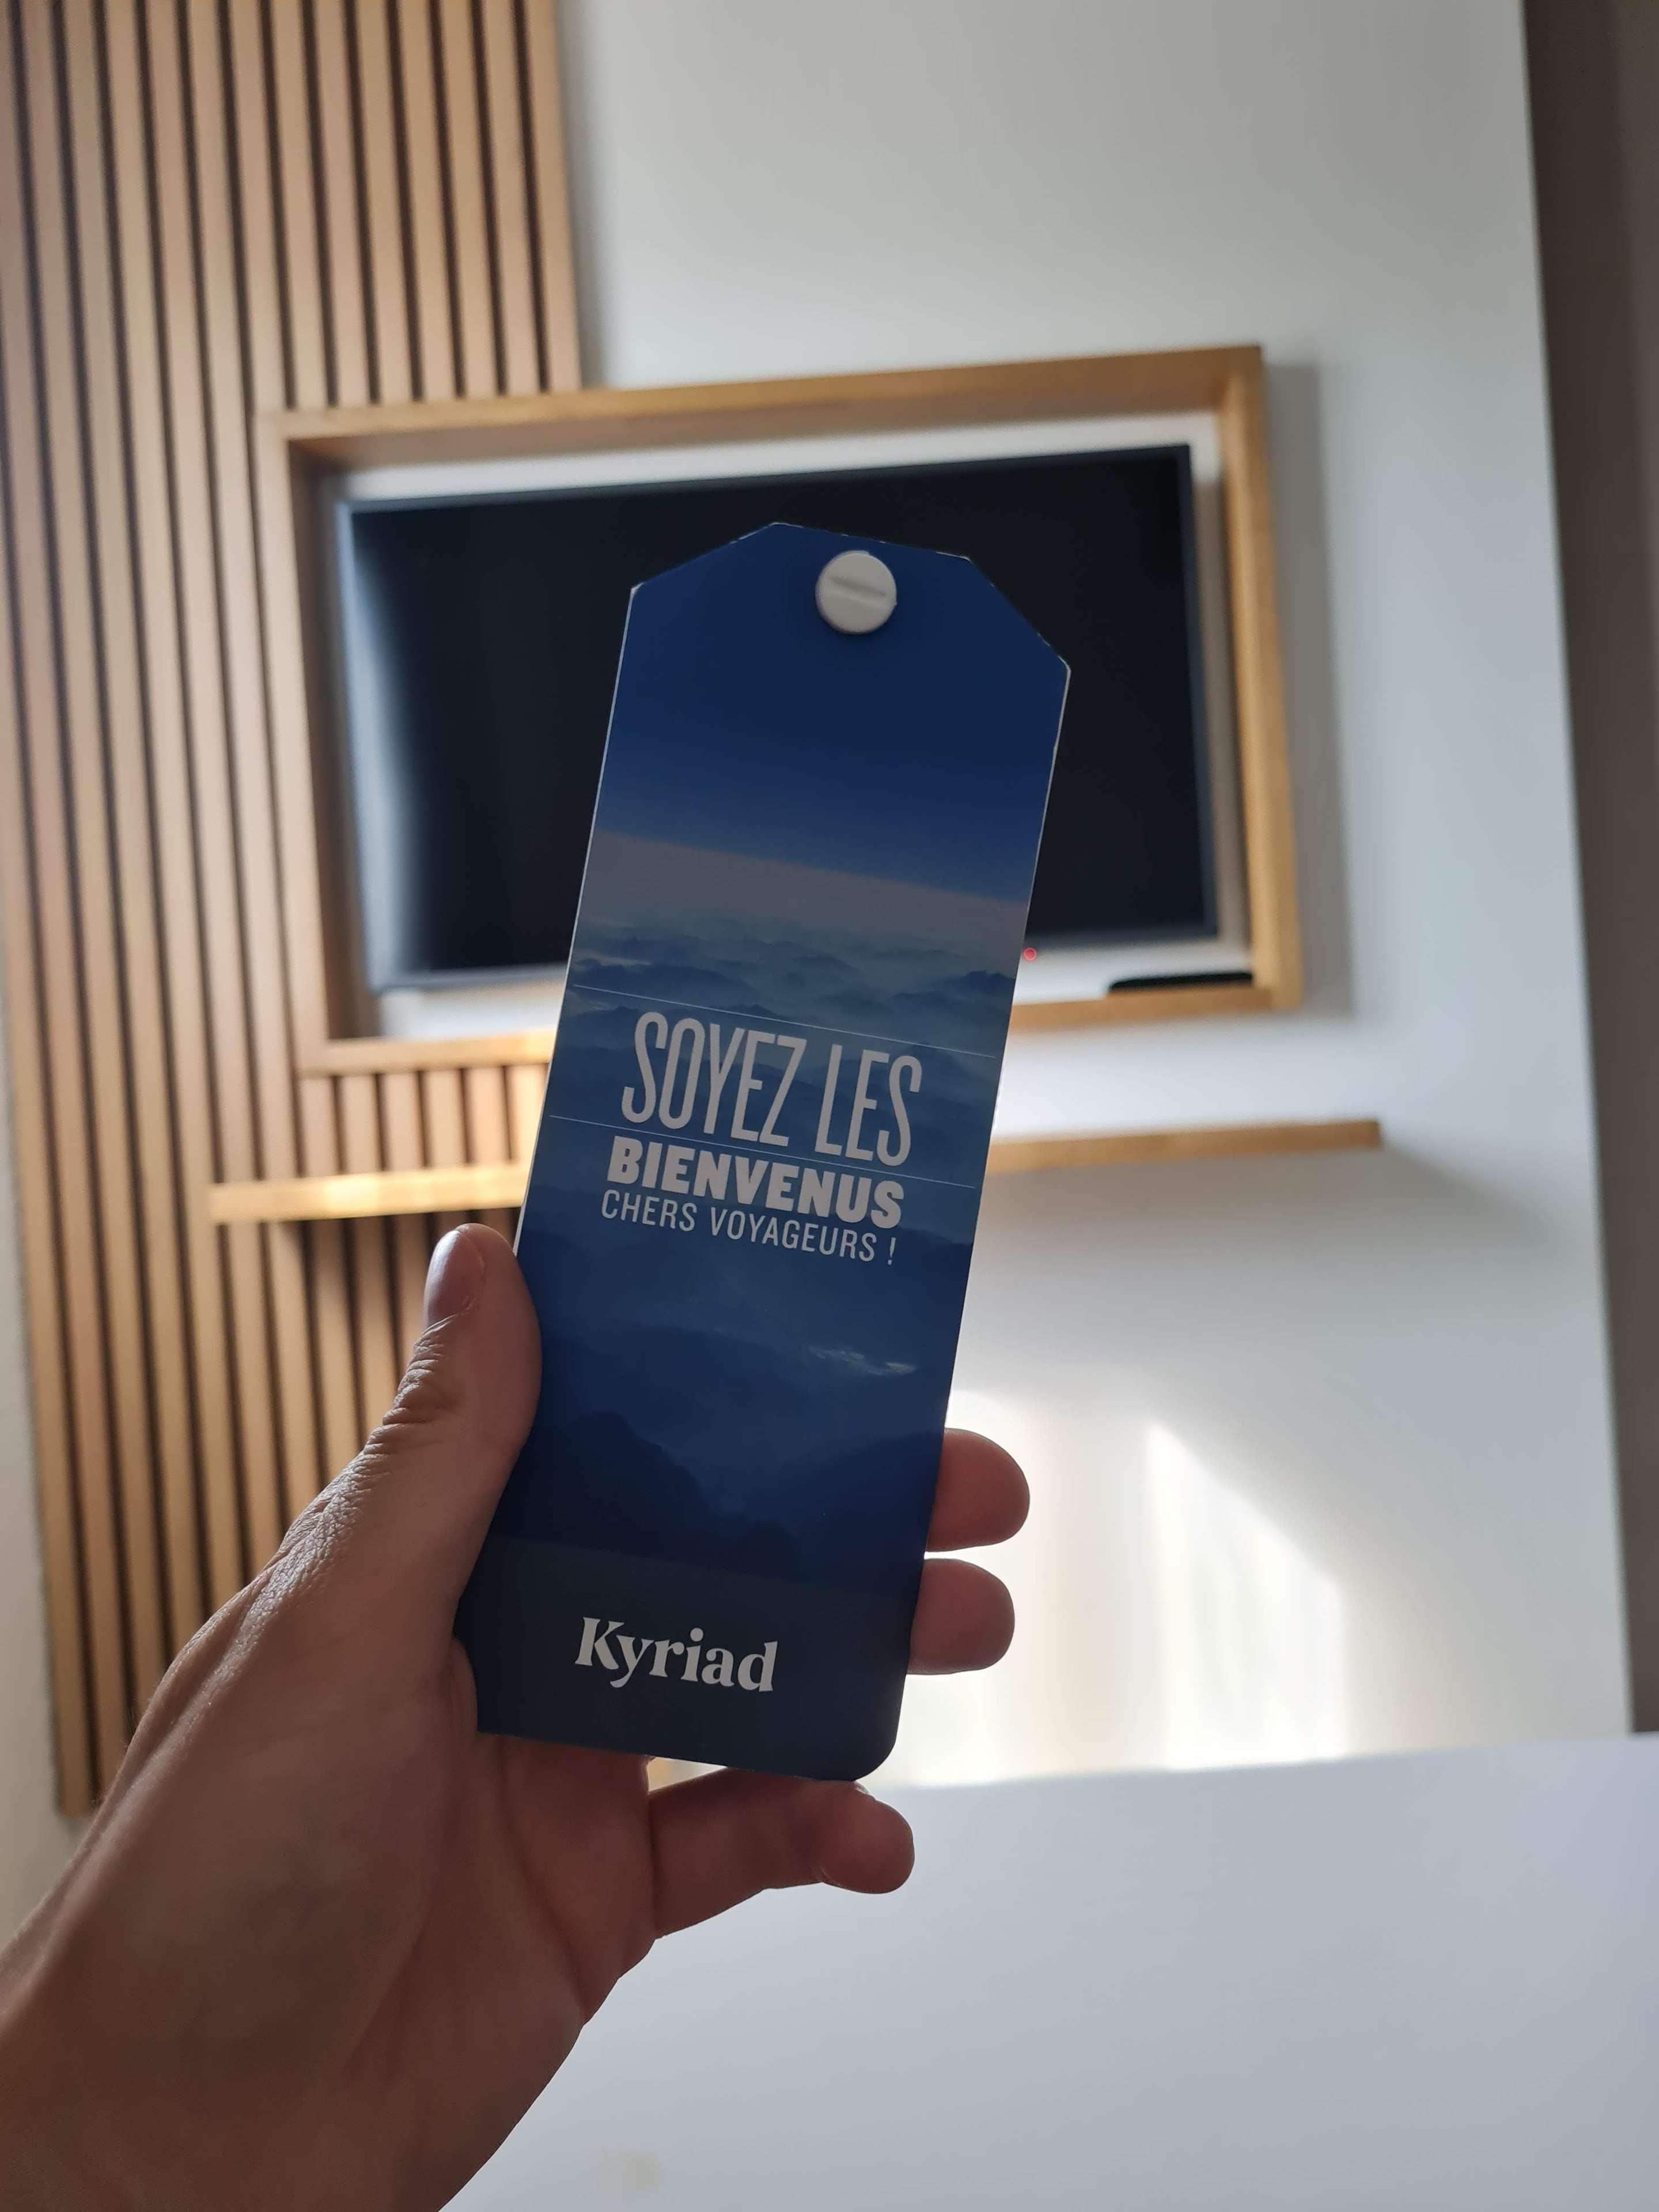 SOYEZ LES
BIENVENUS
CHERS VOYAGEURS !
Kyriad